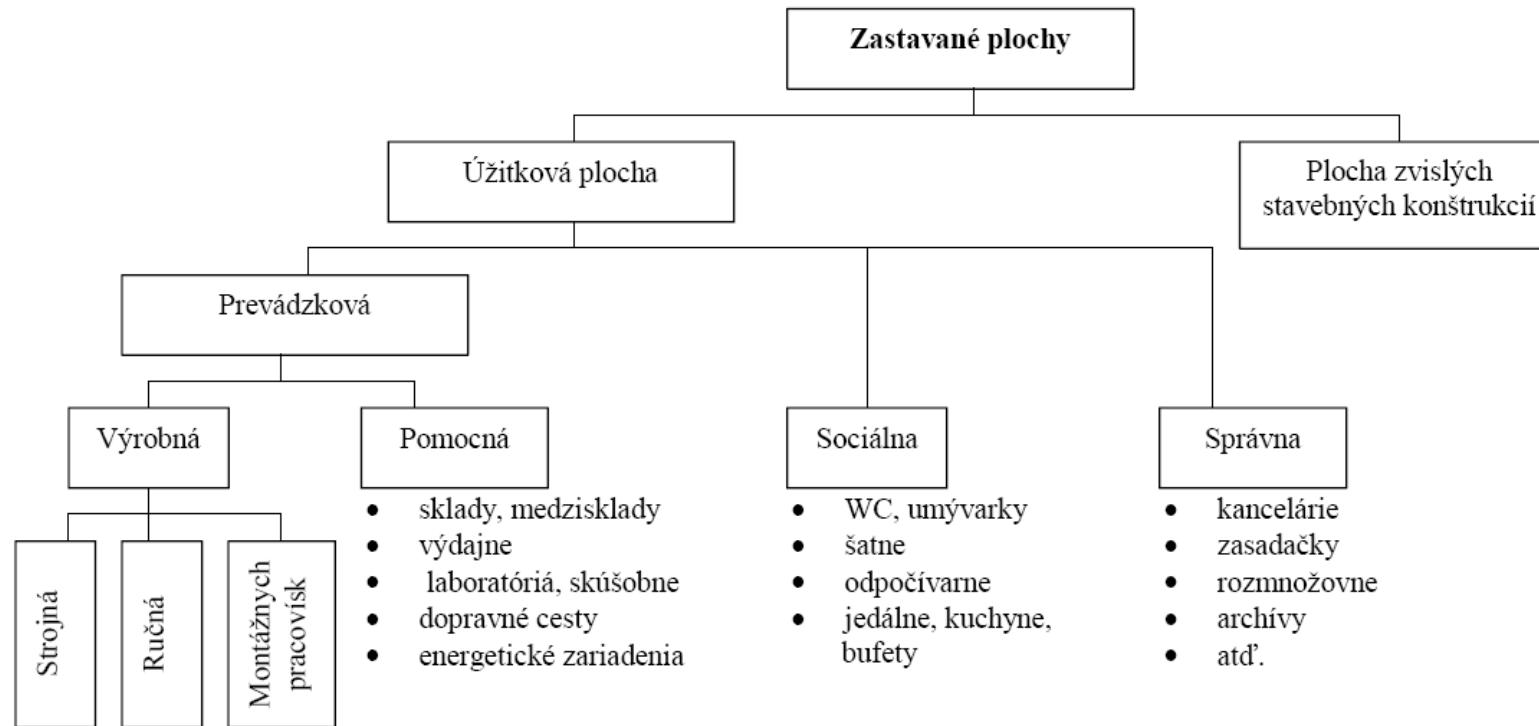 Zastavané plochy
Úžitková plocha
Plocha zvislých
stavebných konštrukcií
Prevádzková
Výrobná
Pomocná
Sociálna
Správna
Strojná
Ručná
Montážnych
pracovísk
• sklady, medzisklady
• výdajne
• laboratóriá, skúšobne
• dopravné cesty
• energetické zariadenia
• WC, umývarky
• šatne
• odpočívarne
• jedálne, kuchyne,
bufety
• kancelárie
• zasadačky
• rozmnožovne
• archívy
• atď.